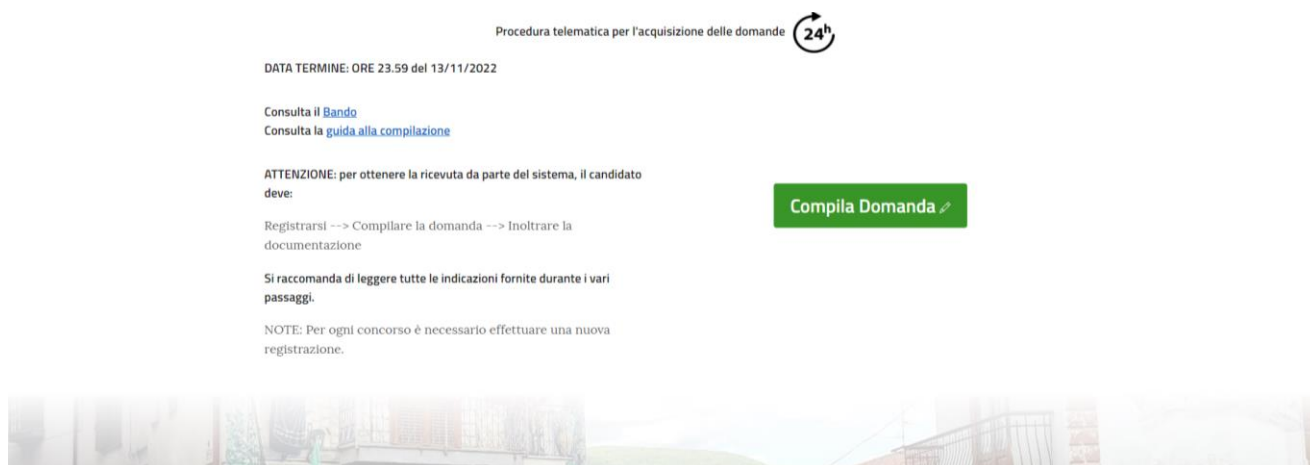 Procedura telematica per l'acquisizione delle domande 24h
DATA TERMINE: ORE 23.59 del 13/11/2022
Consulta il Bando
Consulta la guida alla compilazione
ATTENZIONE: per ottenere la ricevuta da parte del sistema, il candidato
deve:
Registrarsi --> Compilare la domanda --> Inoltrare la
documentazione
Si raccomanda di leggere tutte le indicazioni fornite durante i vari
passaggi.
NOTE: Per ogni concorso è necessario effettuare una nuova
registrazione.
Compila Domanda